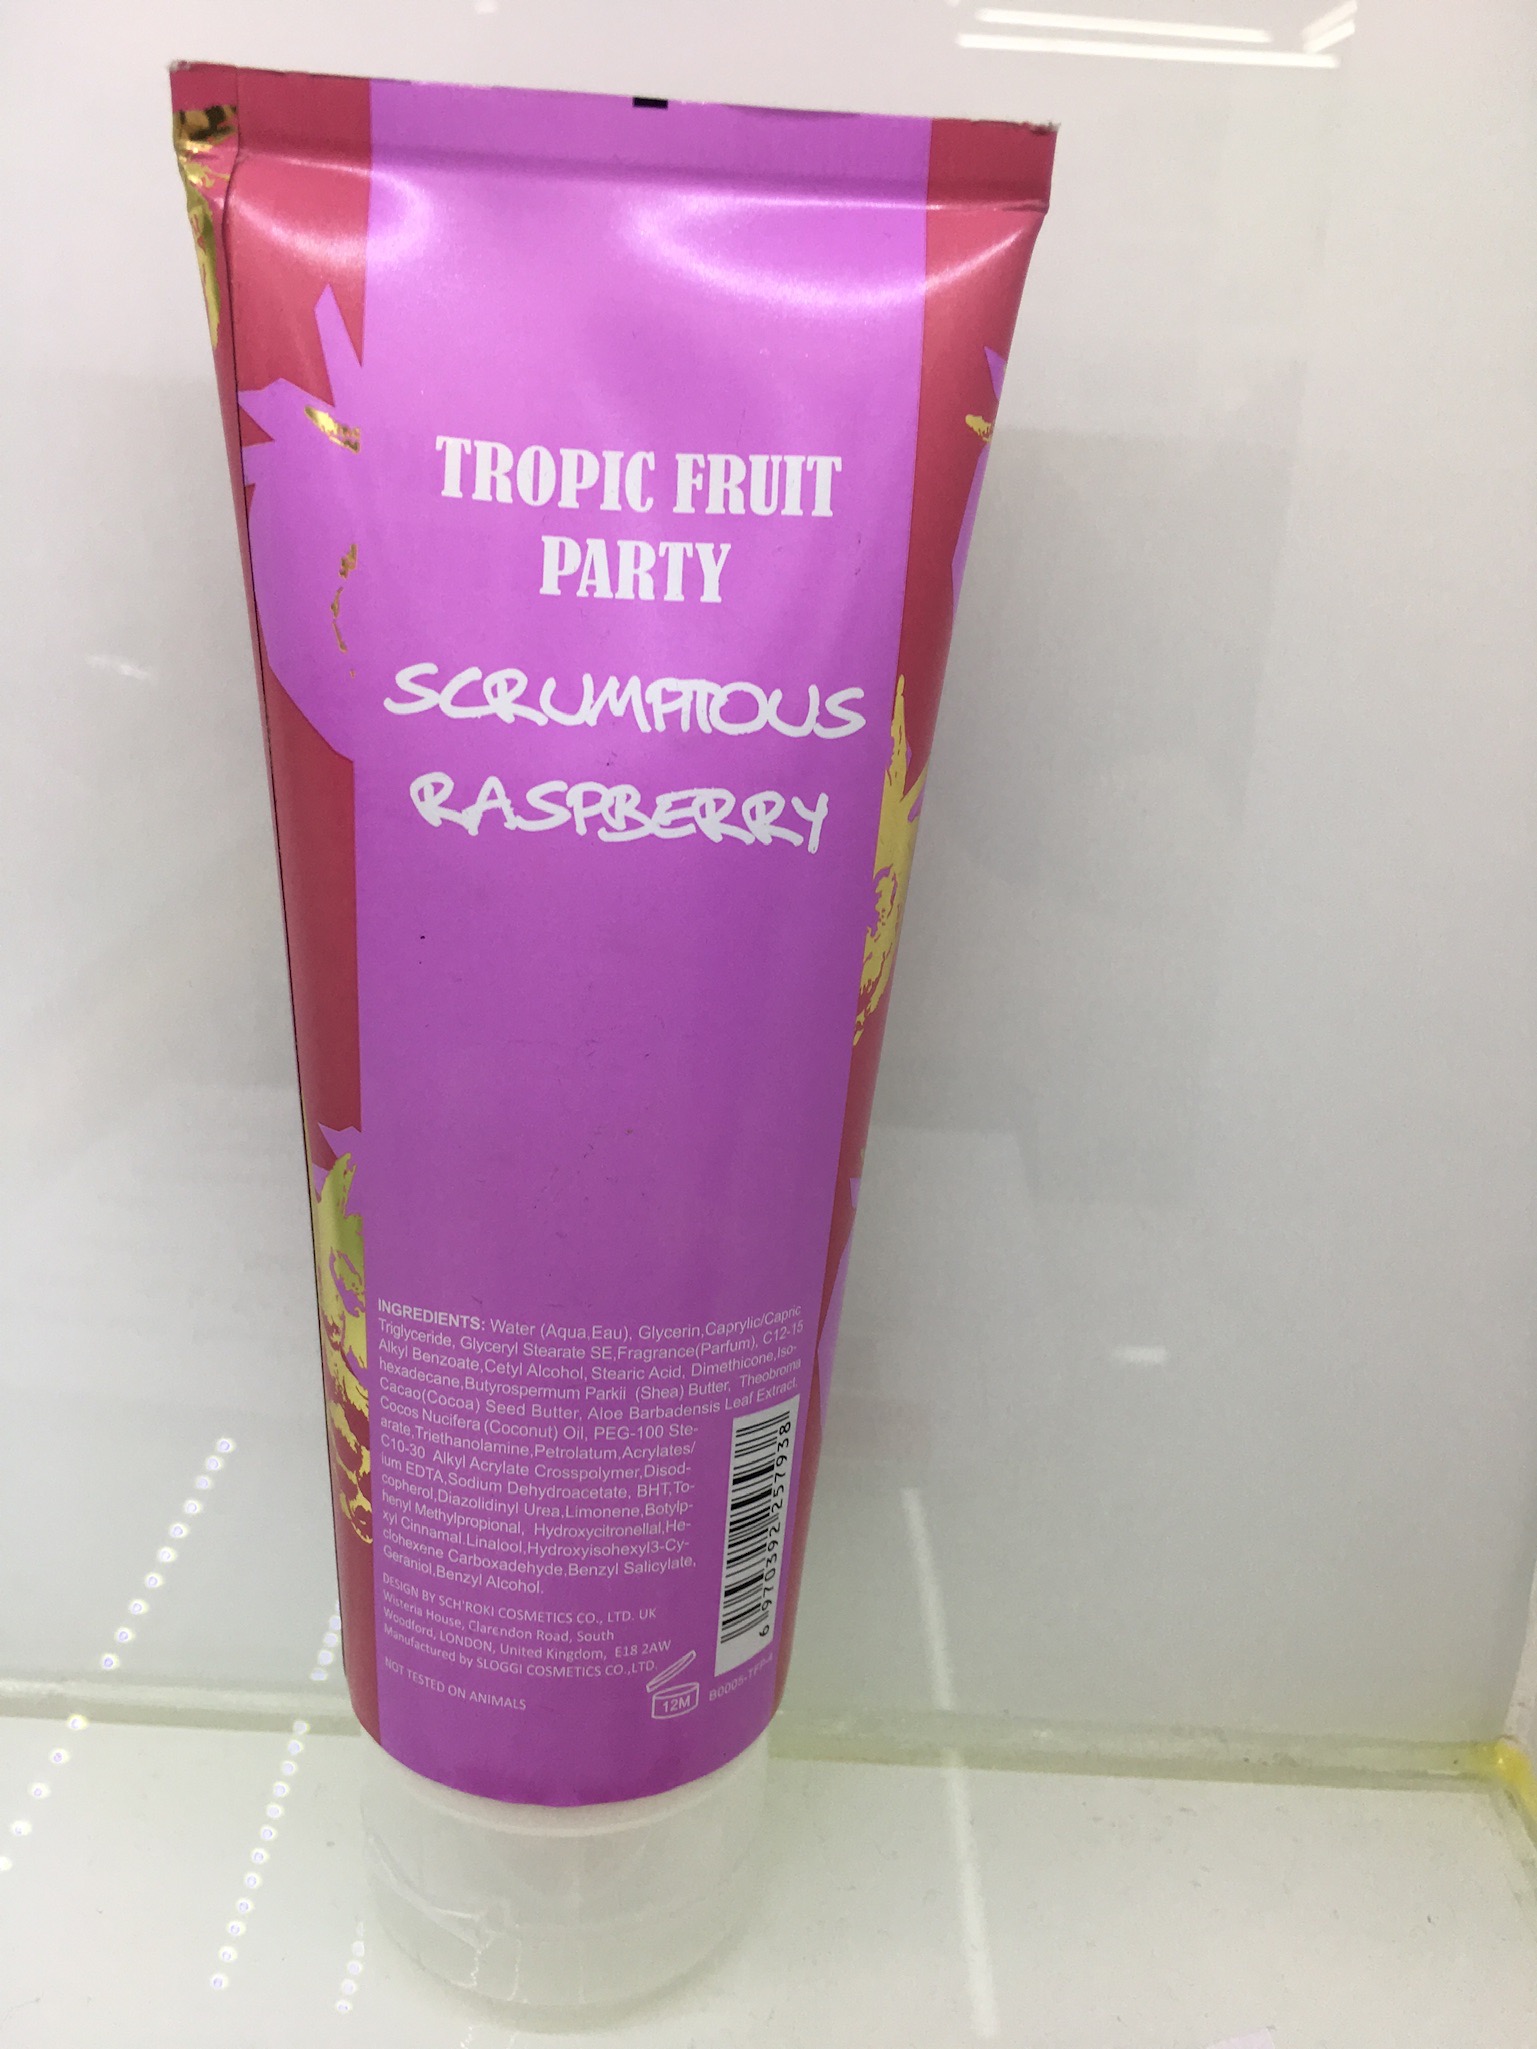 TROPIC FRUIT
PARTY
SCRUMPTIOUS
RASPBERRY
INGREDIENTS: Water (Aqua,Eau), Glycerin,Caprylic/Capric
Triglyceride, Glyceryl Stearate SE,Fragrance(Parfum), C12-15
Alkyl Benzoate,Cetyl Alcohol, Stearic Acid, Dimethicone,Iso-
hexadecane,Butyrospermum Parkii (Shea) Butter, Theobroma
Cacao(Cocoa) Seed Butter, Aloe Barbadensis Leaf Extract,
Cocos Nucifera (Coconut) Oil, PEG-100 Ste-
arate,Triethanolamine,Petrolatum,Acrylates/
C10-30 Alkyl Acrylate Crosspolymer,Disod-
ium EDTA,Sodium Dehydroacetate, BHT,To-
copherol,Diazolidinyl Urea,Limonene,Botylp-
henyl Methylpropional, Hydroxycitronellal,He-
xyl Cinnamal.Linalool,Hydroxyisohexyl3-Cy-
clohexene Carboxadehyde,Benzyl Salicylate,
Geraniol,Benzyl Alcohol.
DESIGN BY SCH'ROKI COSMETICS CO., LTD. UK
Wisteria House, Clarendon Road, South
Woodford, LONDON, United Kingdom, E18 2AW
Manufactured by SLOGGI COSMETICS CO.,LTD.
NOT TESTED ON ANIMALS
12M
B0005-TFP-4
6 970392 257938